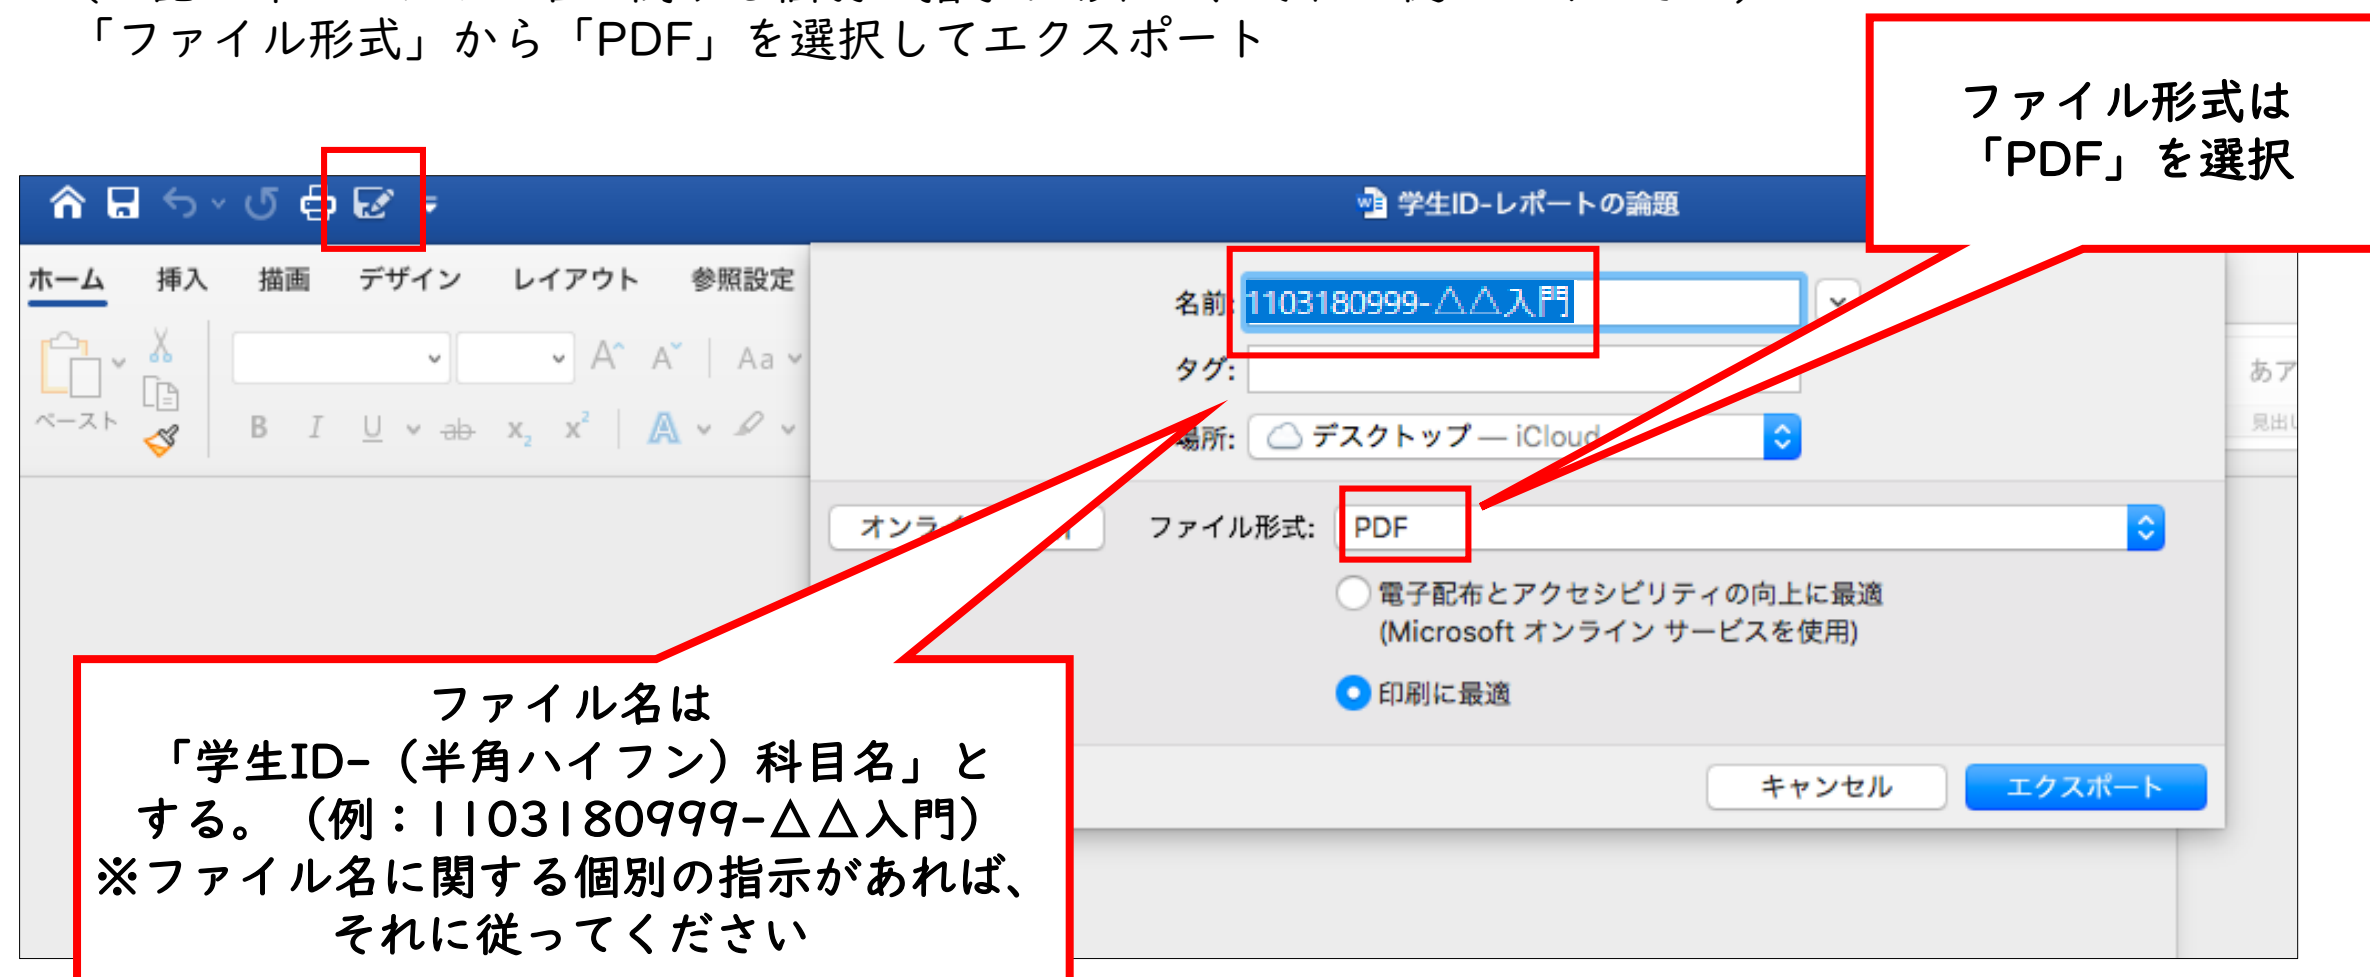 「ファイル形式」から「PDF」を選択してエクスポート
ファイル形式は
「PDF」を選択
学生ID-レポートの論題
ホーム 挿入 描画 デザイン レイアウト 参照設定
名前: 1103180999-△△入門
タグ:
場所: デスクトップ — iCloud
ペースト
Aa
B I U ab x₂ x² A
あア
見出し
ファイル形式: PDF
電子配布とアクセシビリティの向上に最適
(Microsoft オンライン サービスを使用)
印刷に最適
キャンセル エクスポート
ファイル名は
「学生ID-（半角ハイフン）科目名」と
する。（例：1103180999-△△入門）
※ファイル名に関する個別の指示があれば、
それに従ってください